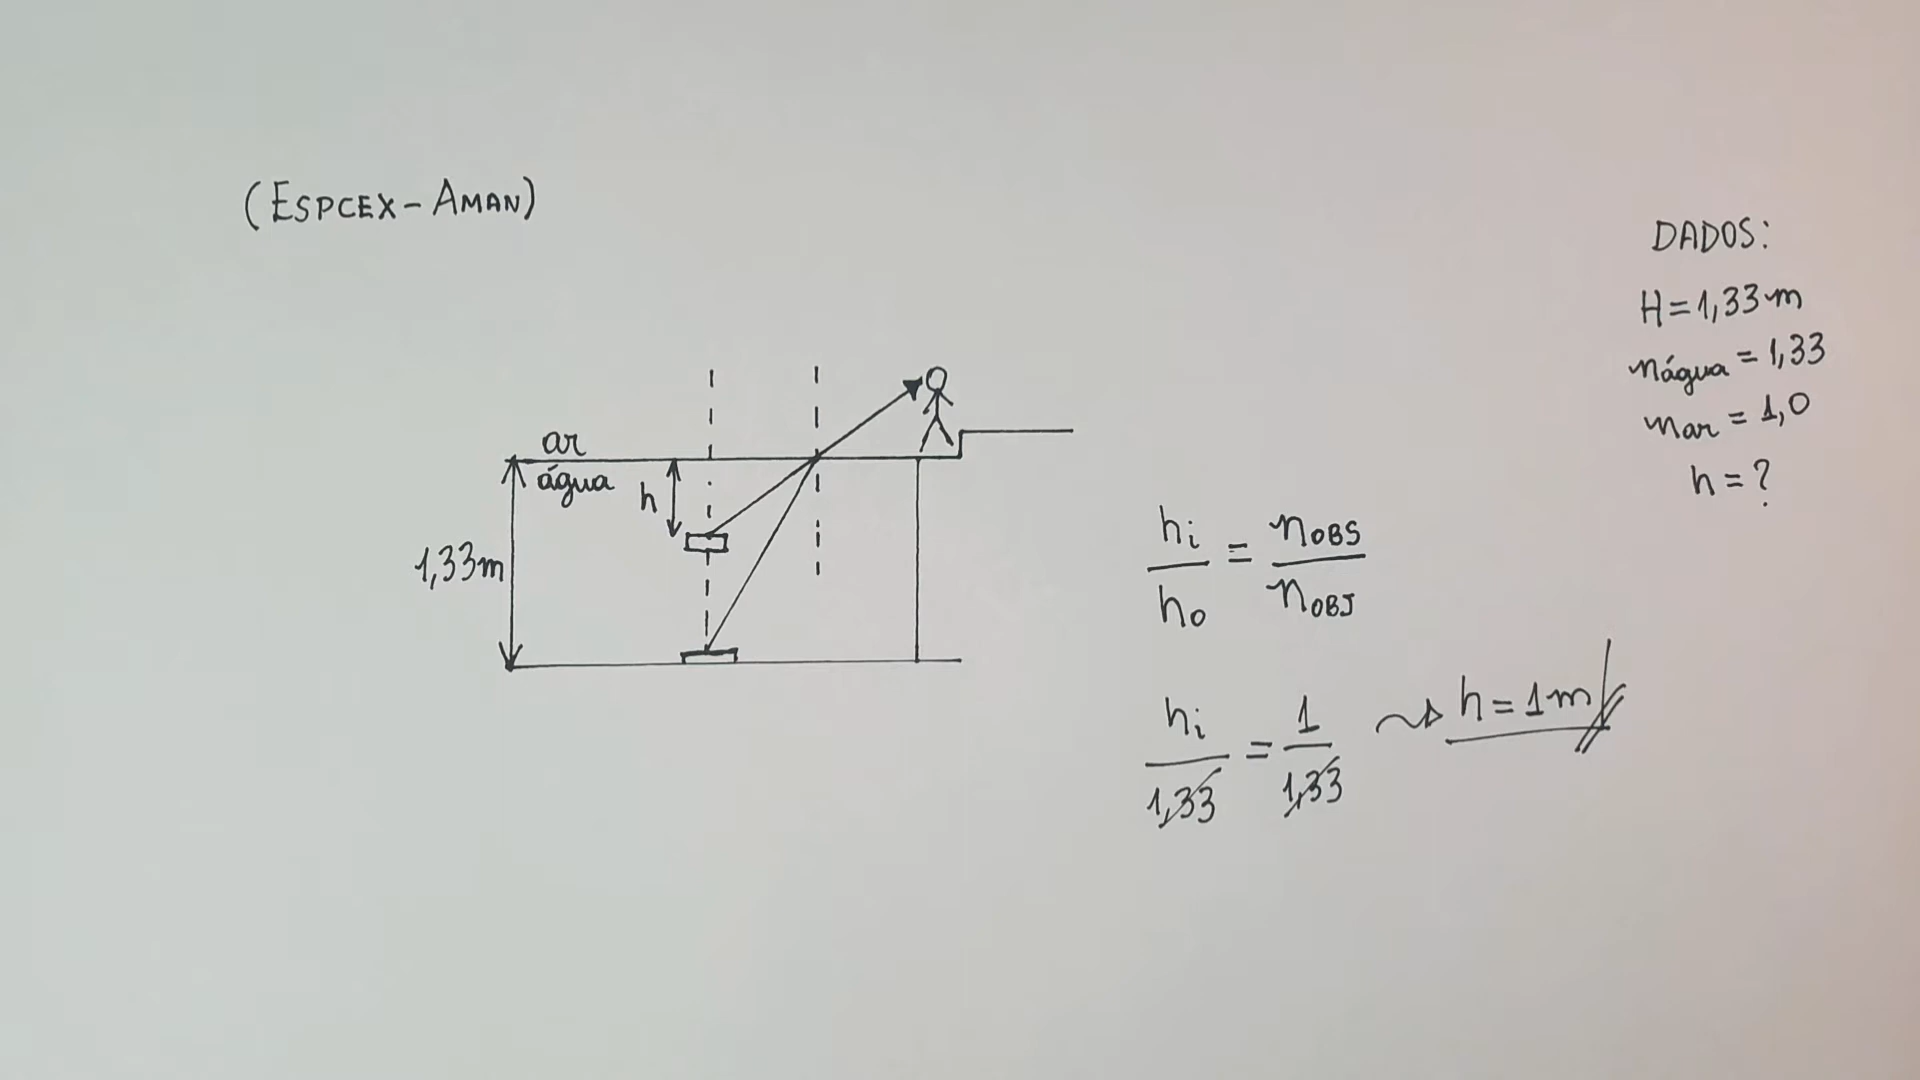 (ESPCEX-AMAN)
DADOS:
H=1,33m
nágua = 1,33
nar = 1,0
h = ?
ar
água
h
1,33m
hi/ho = nOBS/nOBJ
hi/1,33 = 1/1,33 ⇝ h = 1m